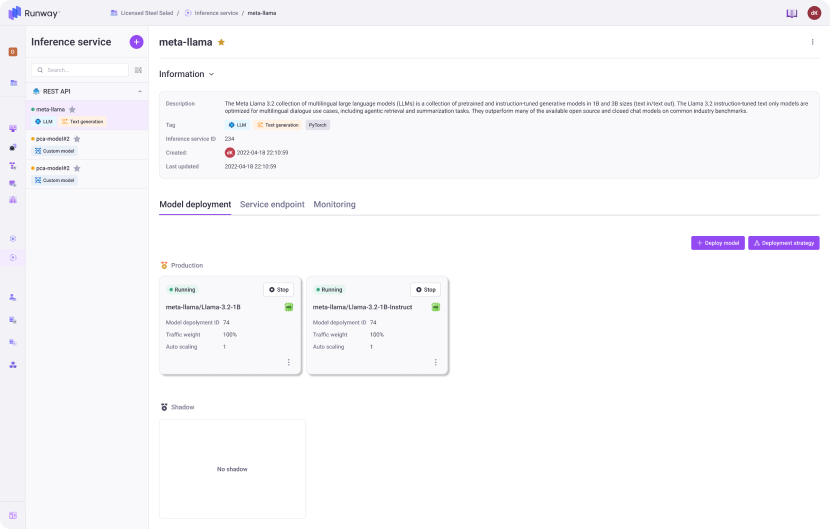 Runway
Licensed Steel Salad / Inference service / meta-llama
dK
Inference service
Search...
REST API
meta-llama
LLM Text generation
pca-model#2
Custom model
pca-model#2
Custom model
meta-llama
Information
Description The Meta Llama 3.2 collection of multilingual large language models (LLMs) is a collection of pretrained and instruction-tuned generative models in 1B and 3B sizes (text in/text out). The Llama 3.2 instruction-tuned text only models are
optimized for multilingual dialogue use cases, including agentic retrieval and summarization tasks. They outperform many of the available open source and closed chat models on common industry benchmarks.
Tag LLM Text generation PyTorch
Inference service ID 234
Created: dK 2022-04-18 22:10:59
Last updated 2022-04-18 22:10:59
Model deployment Service endpoint Monitoring
+ Deploy model Deployment strategy
Production
Running Stop
meta-llama/Llama-3.2-1B
Model depolyment ID 74
Traffic weight 100%
Auto scaling 1
Running Stop
meta-llama/Llama-3.2-1B-Instruct
Model depolyment ID 74
Traffic weight 100%
Auto scaling 1
Shadow
No shadow